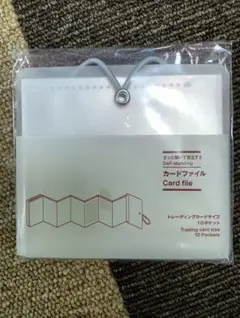 さっと開いて自立する
Self-standing
カードファイル
Card file
トレーディングカードサイズ
10ポケット
Trading card size
10 Pockets